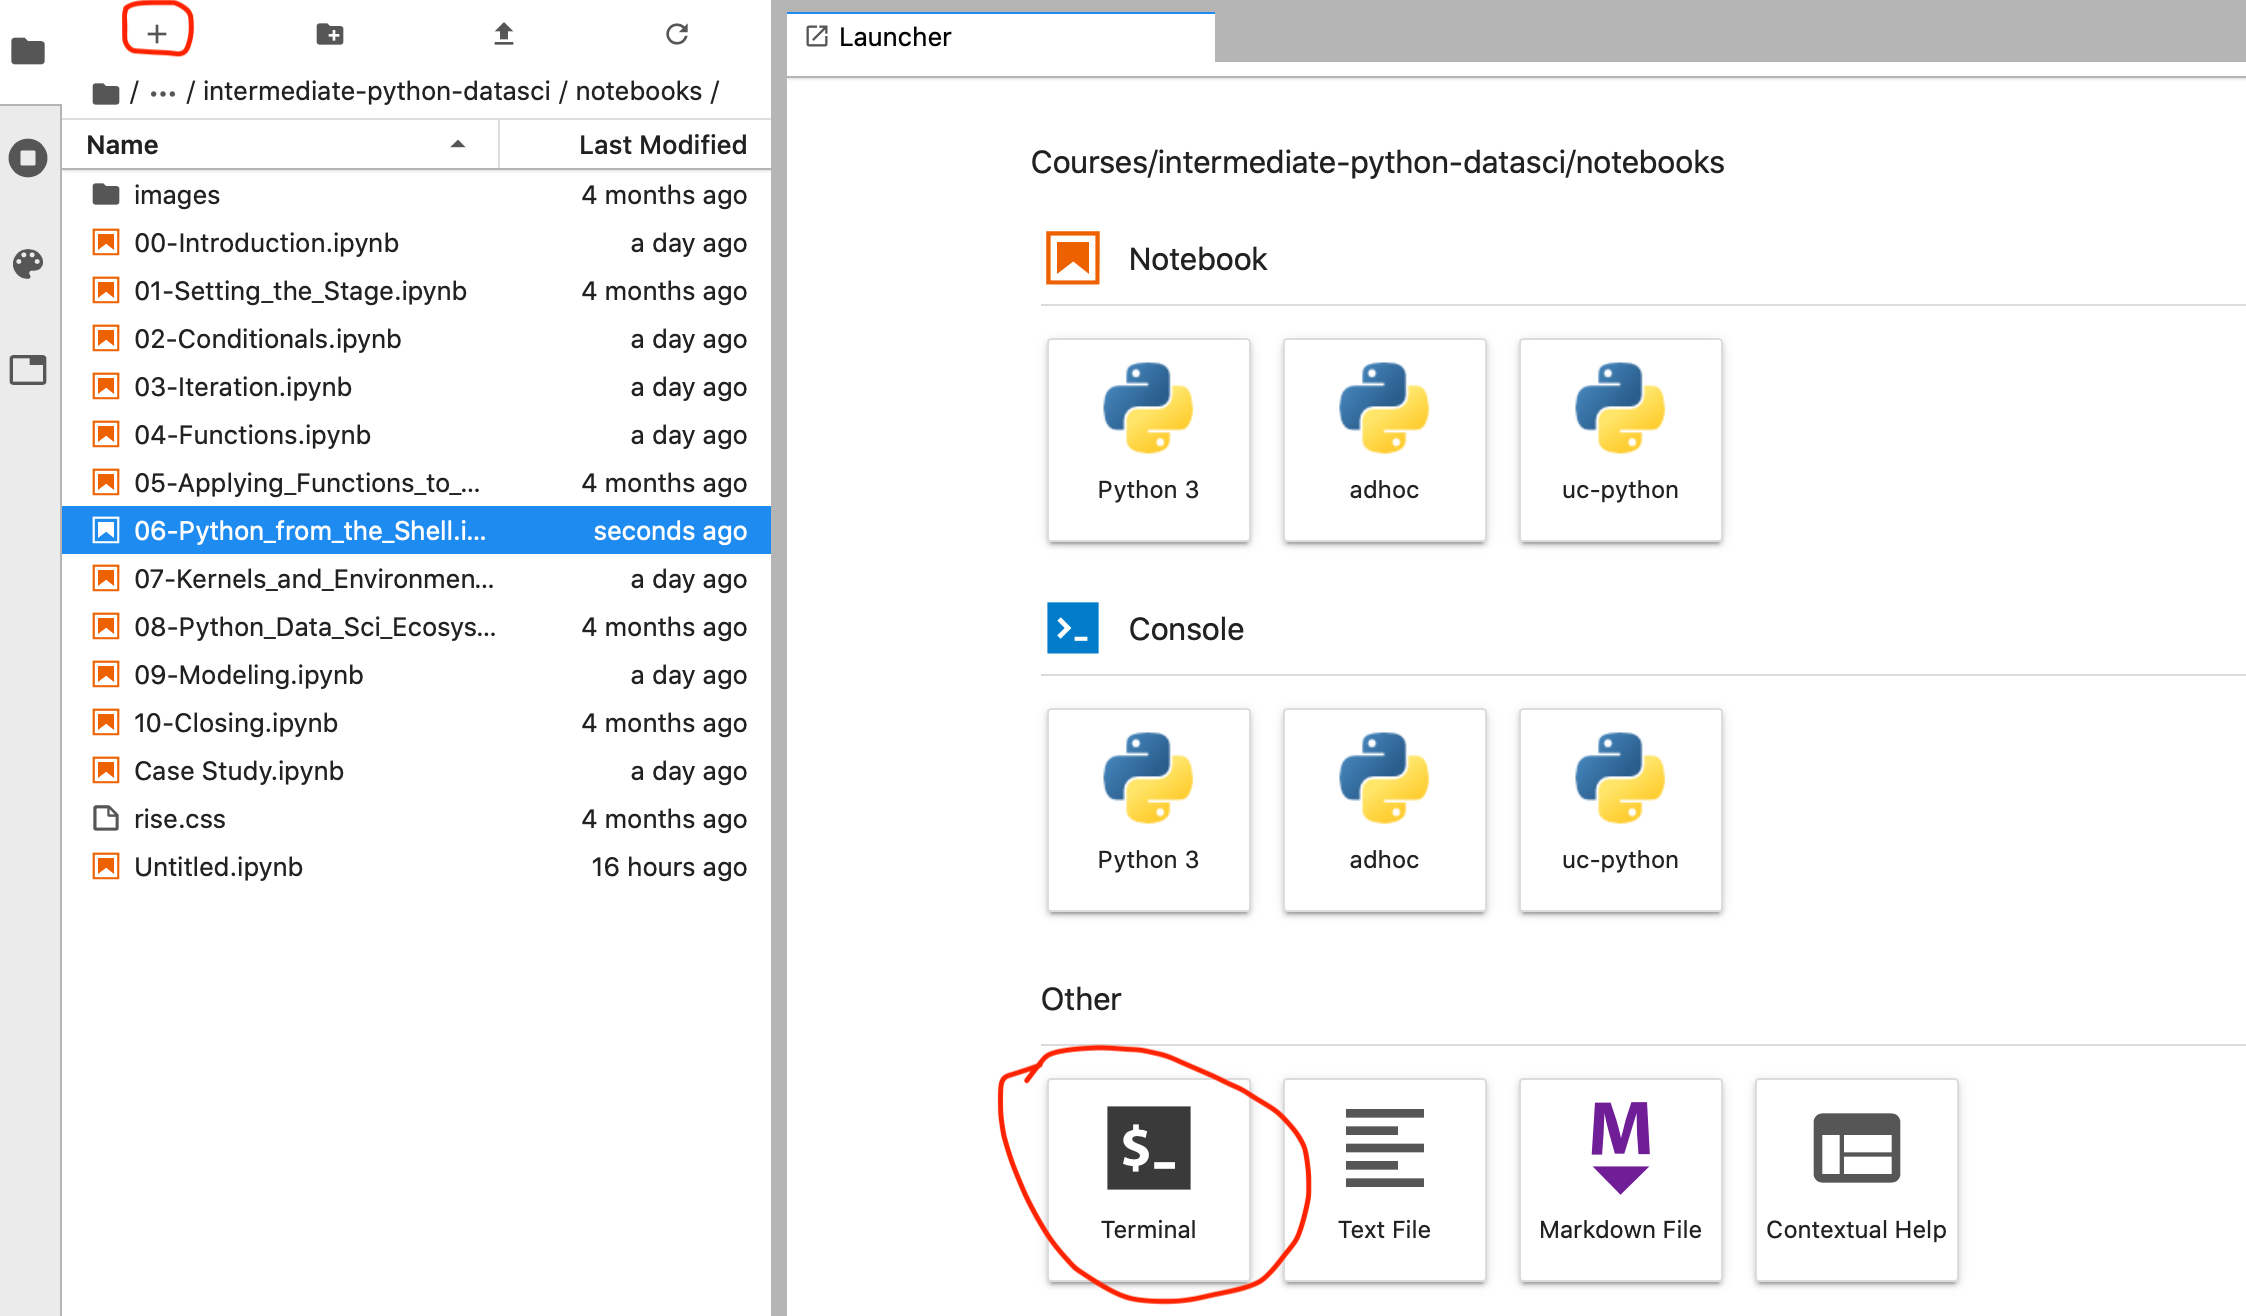 / ... / intermediate-python-datasci / notebooks /
Name Last Modified
images 4 months ago
00-Introduction.ipynb a day ago
01-Setting_the_Stage.ipynb 4 months ago
02-Conditionals.ipynb a day ago
03-Iteration.ipynb a day ago
04-Functions.ipynb a day ago
05-Applying_Functions_to_... 4 months ago
06-Python_from_the_Shell.i... seconds ago
07-Kernels_and_Environmen... a day ago
08-Python_Data_Sci_Ecosys... 4 months ago
09-Modeling.ipynb a day ago
10-Closing.ipynb 4 months ago
Case Study.ipynb a day ago
rise.css 4 months ago
Untitled.ipynb 16 hours ago
Launcher
Courses/intermediate-python-datasci/notebooks
Notebook
Python 3 adhoc uc-python
Console
Python 3 adhoc uc-python
Other
$_ M
Terminal Text File Markdown File Contextual Help